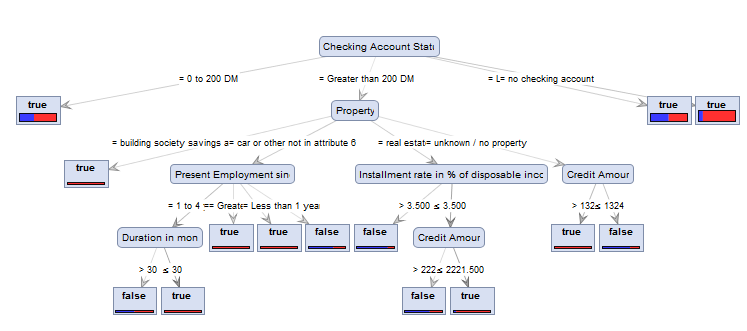 Checking Account Stat
= 0 to 200 DM
= Greater than 200 DM
= L= no checking account
true
Property
true
true
= building society savings a= car or other not in attribute 6
= real estat= unknown / no property
true
Present Employment sin
Installment rate in % of disposable inco
Credit Amour
= 1 to 4 == Greate= Less than 1 year
> 3.500 ≤ 3.500
> 132≤ 1324
Duration in mon
true
true
false
false
Credit Amour
true
false
> 30 ≤ 30
> 222≤ 2221.500
false
true
false
true